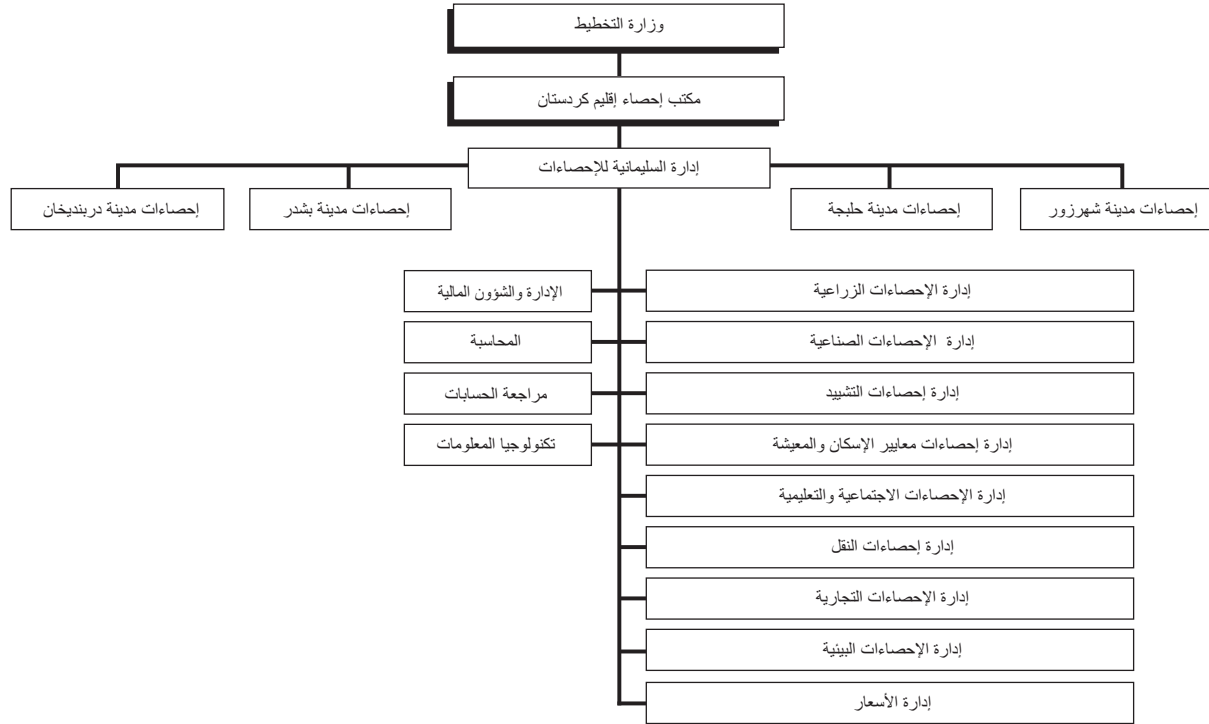 وزارة التخطيط
مكتب إحصاء إقليم كردستان
إدارة السليمانية للإحصاءات
إحصاءات مدينة شهرزور
إحصاءات مدينة حلبجة
إحصاءات مدينة بشدر
إحصاءات مدينة دربنديخان
إدارة الإحصاءات الزراعية
الإدارة والشؤون المالية
إدارة الإحصاءات الصناعية
المحاسبة
إدارة إحصاءات التشييد
مراجعة الحسابات
إدارة إحصاءات معايير الإسكان والمعيشة
تكنولوجيا المعلومات
إدارة الإحصاءات الاجتماعية والتعليمية
إدارة إحصاءات النقل
إدارة الإحصاءات التجارية
إدارة الإحصاءات البيئية
إدارة الأسعار